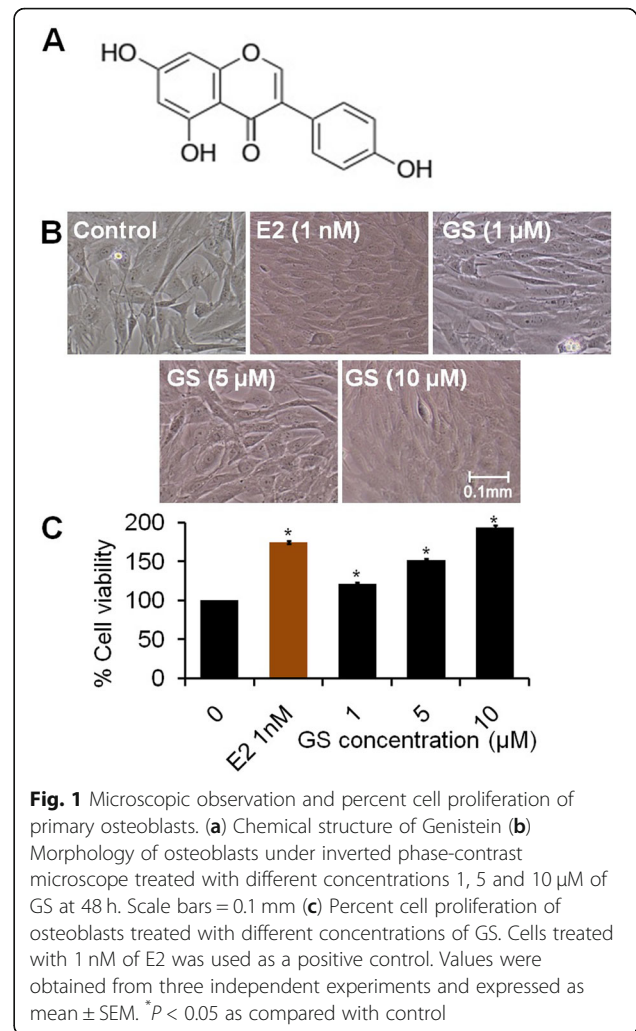 A
HO
O
OH
O
OH
B
Control
E2 (1 nM)
GS (1 µM)
GS (5 µM)
GS (10 µM)
0.1mm
C
% Cell viability
200
150
100
50
0
*
*
*
*
0
E2 1nM
1
5
10
GS concentration (µM)
Fig. 1 Microscopic observation and percent cell proliferation of
primary osteoblasts. (a) Chemical structure of Genistein (b)
Morphology of osteoblasts under inverted phase-contrast
microscope treated with different concentrations 1, 5 and 10 µM of
GS at 48 h. Scale bars = 0.1 mm (c) Percent cell proliferation of
osteoblasts treated with different concentrations of GS. Cells treated
with 1 nM of E2 was used as a positive control. Values were
obtained from three independent experiments and expressed as
mean ± SEM. *P < 0.05 as compared with control